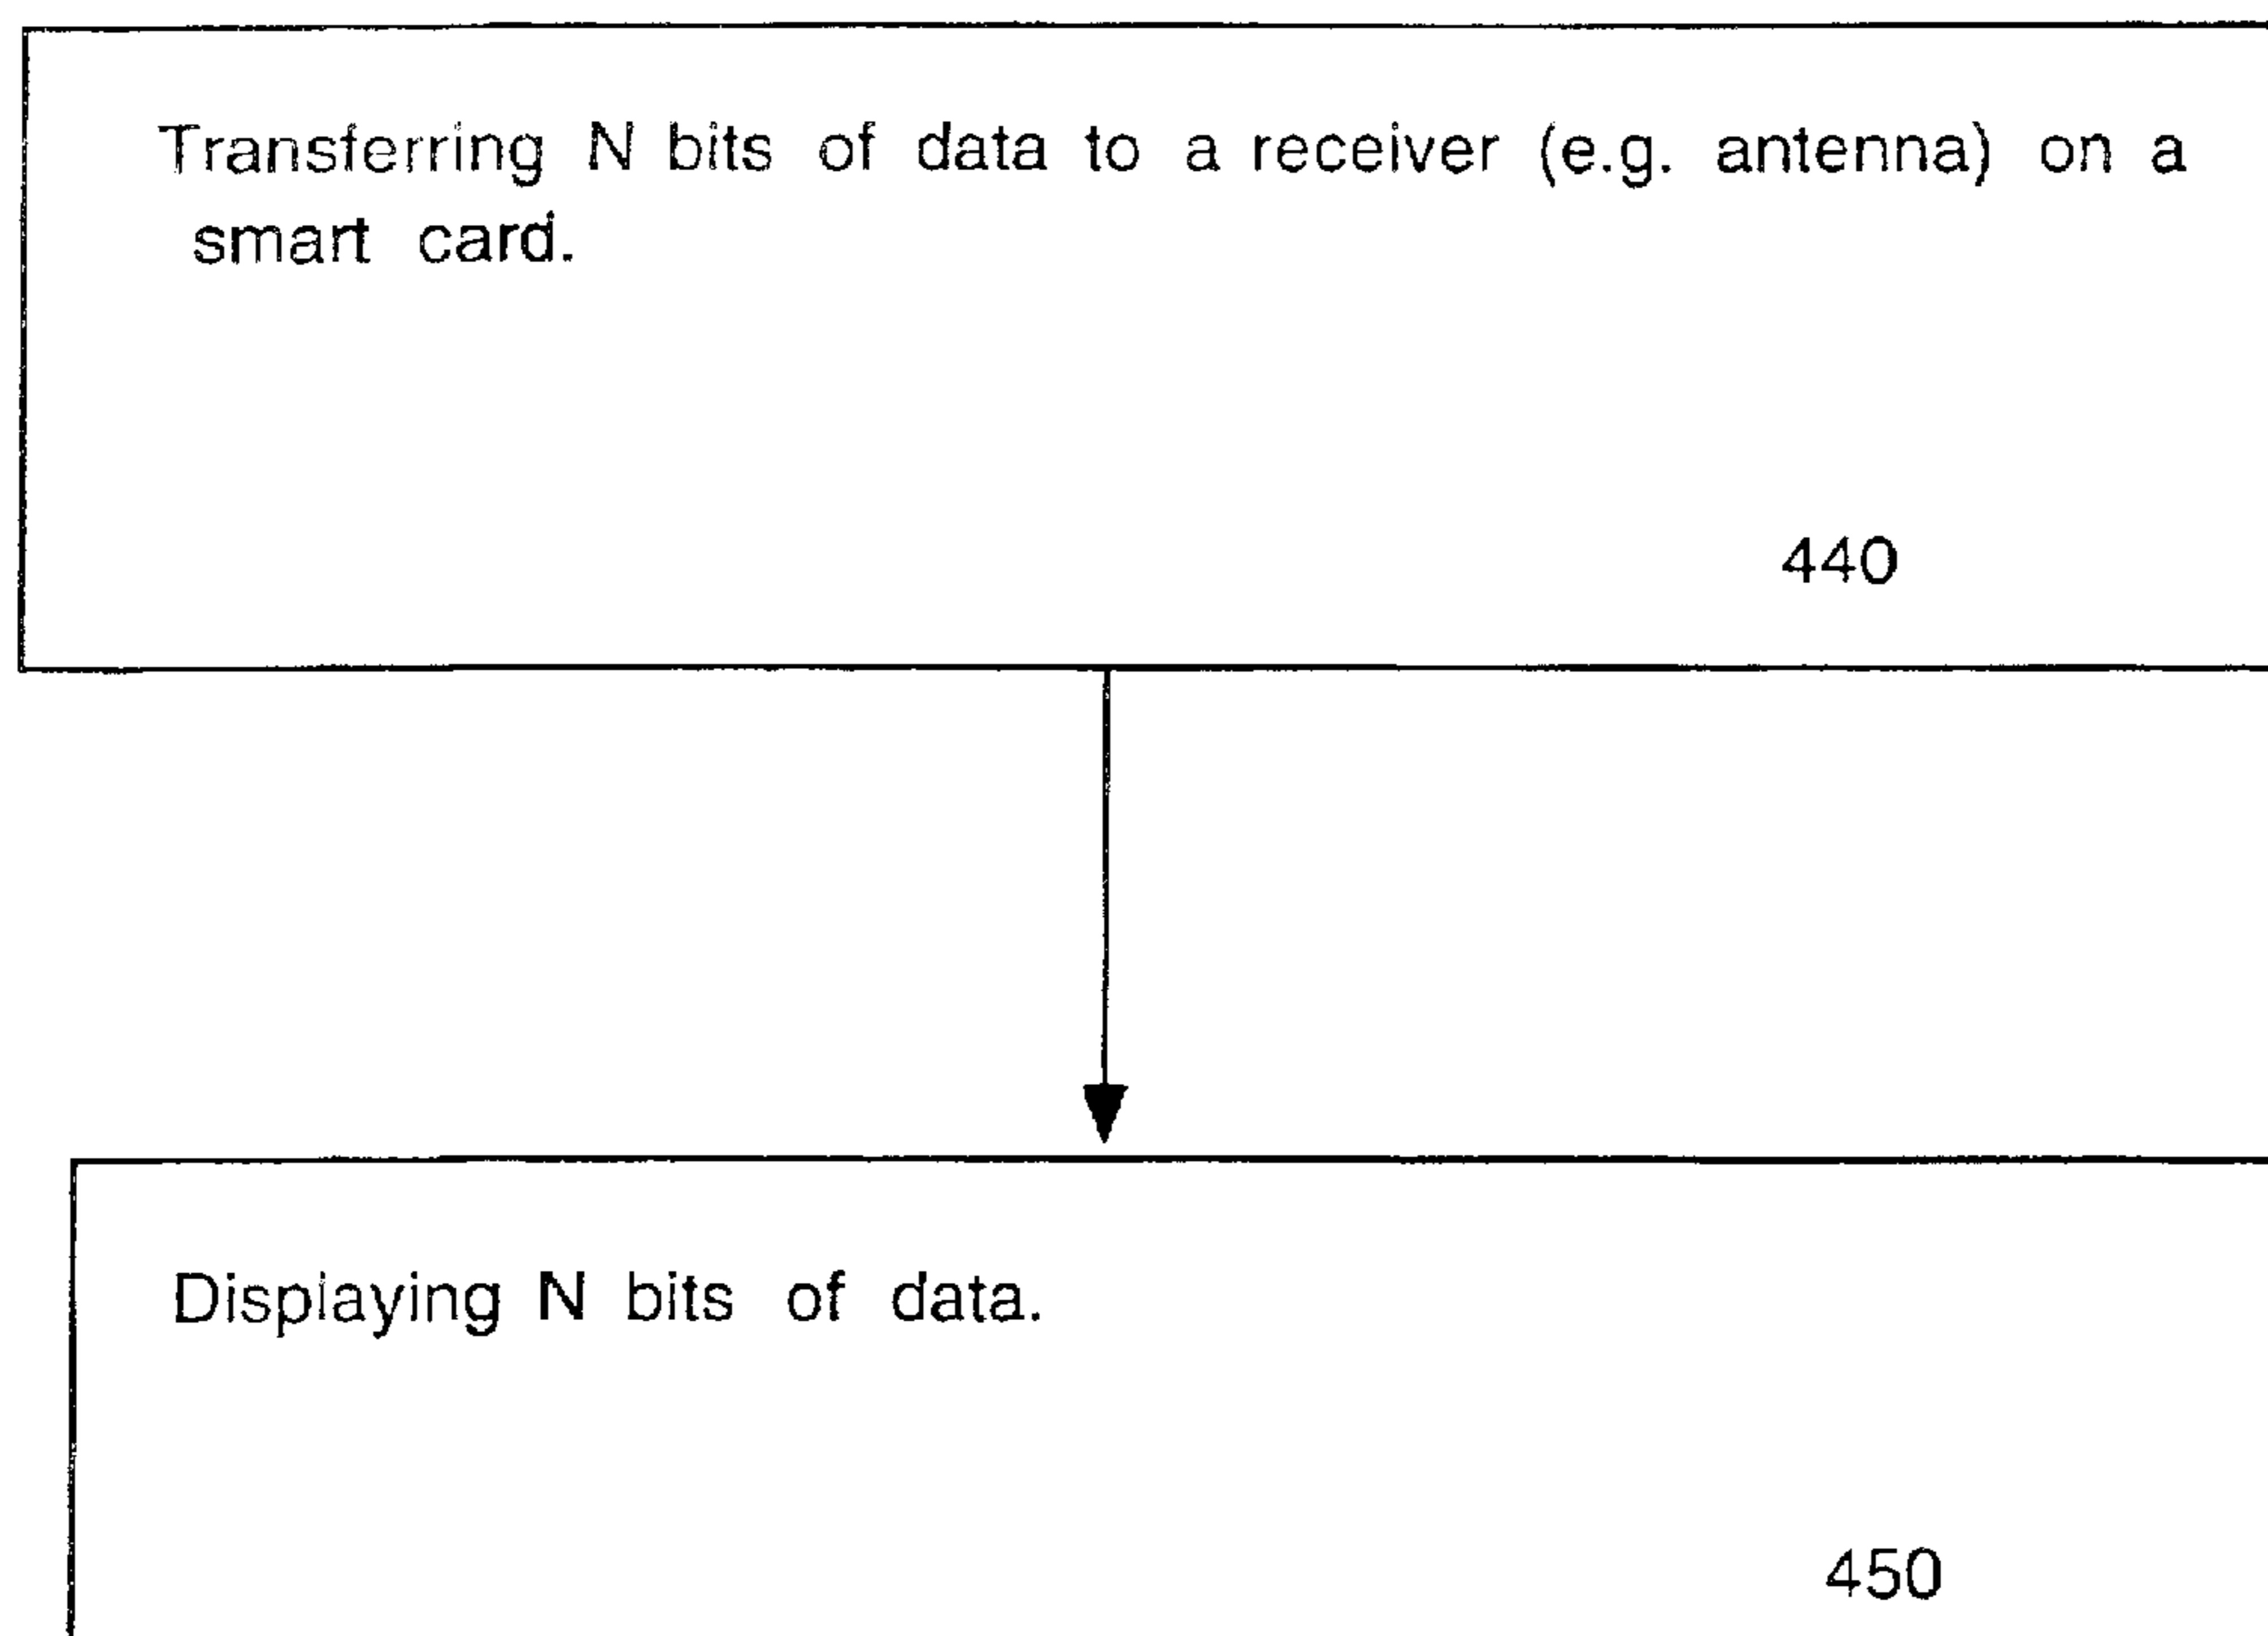 Transferring N bits of data to a receiver (e.g. antenna) on a
smart card.
440
Displaying N bits of data.
450